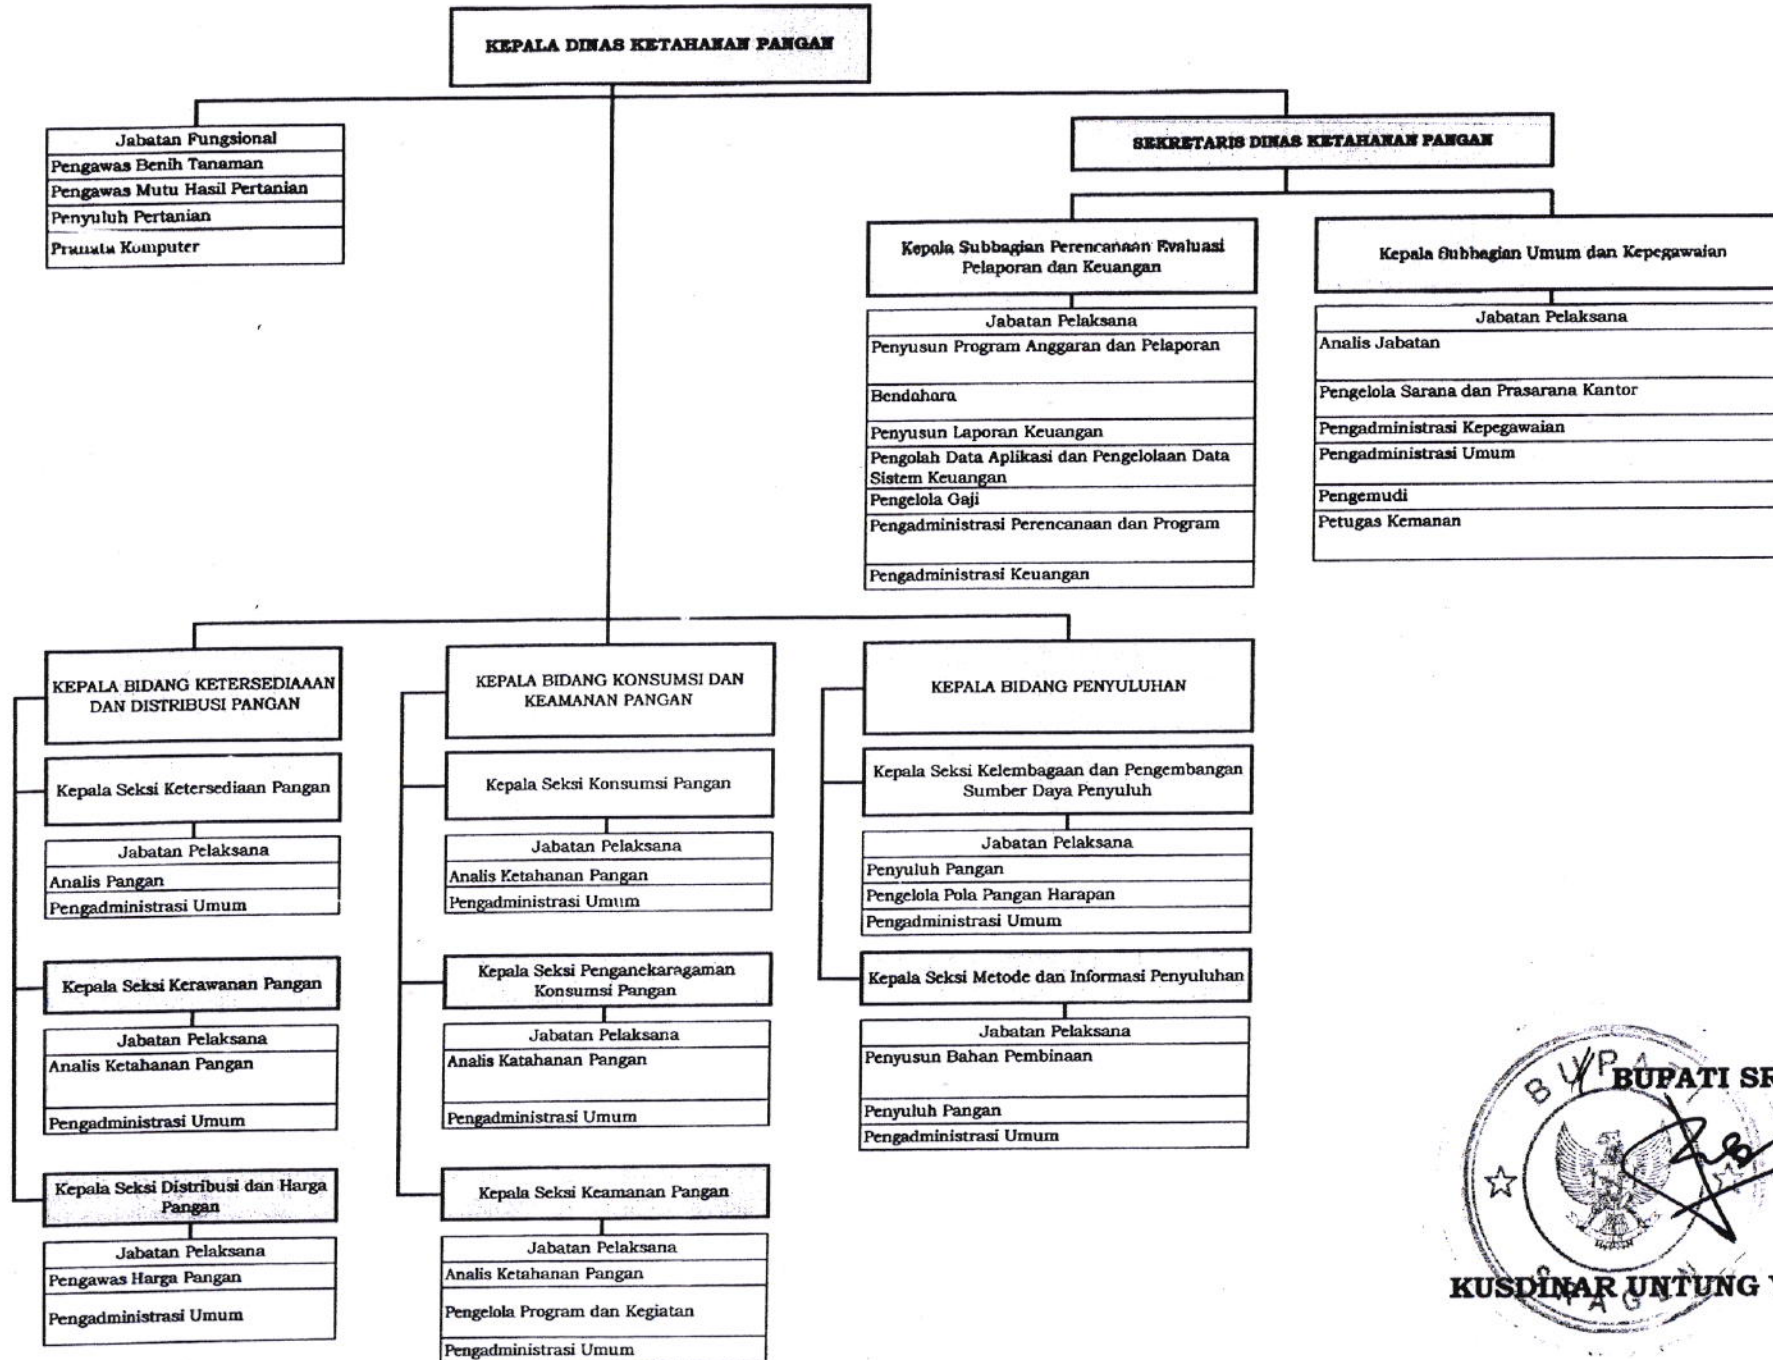 KEPALA DINAS KETAHANAN PANGAN
Jabatan Fungsional
Pengawas Benih Tanaman
Pengawas Mutu Hasil Pertanian
Penyuluh Pertanian
Pranata Komputer
SEKRETARIS DINAS KETAHANAN PANGAN
Kepala Subbagian Perencanaan Evaluasi
Pelaporan dan Keuangan
Jabatan Pelaksana
Penyusun Program Anggaran dan Pelaporan
Bendahara
Penyusun Laporan Keuangan
Pengolah Data Aplikasi dan Pengelolaan Data
Sistem Keuangan
Pengelola Gaji
Pengadministrasi Perencanaan dan Program
Pengadministrasi Keuangan
Kepala Subbagian Umum dan Kepegawaian
Jabatan Pelaksana
Analis Jabatan
Pengelola Sarana dan Prasarana Kantor
Pengadministrasi Kepegawaian
Pengadministrasi Umum
Pengemudi
Petugas Kemanan
KEPALA BIDANG KETERSEDIAAAN
DAN DISTRIBUSI PANGAN
Kepala Seksi Ketersediaan Pangan
Jabatan Pelaksana
Analis Pangan
Pengadministrasi Umum
Kepala Seksi Kerawanan Pangan
Jabatan Pelaksana
Analis Ketahanan Pangan
Pengadministrasi Umum
Kepala Seksi Distribusi dan Harga
Pangan
Jabatan Pelaksana
Pengawas Harga Pangan
Pengadministrasi Umum
KEPALA BIDANG KONSUMSI DAN
KEAMANAN PANGAN
Kepala Seksi Konsumsi Pangan
Jabatan Pelaksana
Analis Ketahanan Pangan
Pengadministrasi Umum
Kepala Seksi Penganekaragaman
Konsumsi Pangan
Jabatan Pelaksana
Analis Katahanan Pangan
Pengadministrasi Umum
Kepala Seksi Keamanan Pangan
Jabatan Pelaksana
Analis Ketahanan Pangan
Pengelola Program dan Kegiatan
Pengadministrasi Umum
KEPALA BIDANG PENYULUHAN
Kepala Seksi Kelembagaan dan Pengembangan
Sumber Daya Penyuluh
Jabatan Pelaksana
Penyuluh Pangan
Pengelola Pola Pangan Harapan
Pengadministrasi Umum
Kepala Seksi Metode dan Informasi Penyuluhan
Jabatan Pelaksana
Penyusun Bahan Pembinaan
Penyuluh Pangan
Pengadministrasi Umum
BUPATI SR
KUSDINAR UNTUNG Y